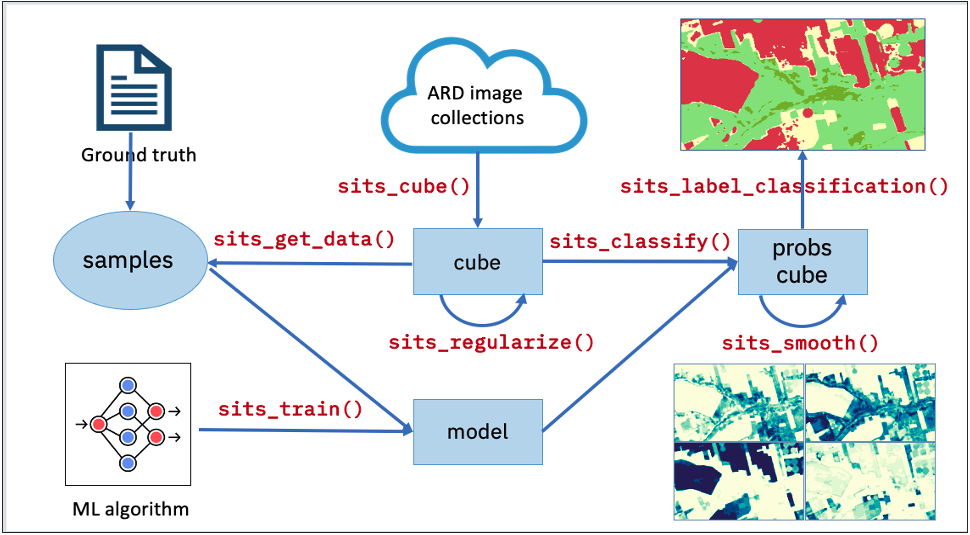 ARD image
collections
Ground truth
sits_cube()
sits_label_classification()
sits_get_data()
sits_classify()
samples
cube
probs
cube
sits_regularize()
sits_smooth()
sits_train()
model
ML algorithm